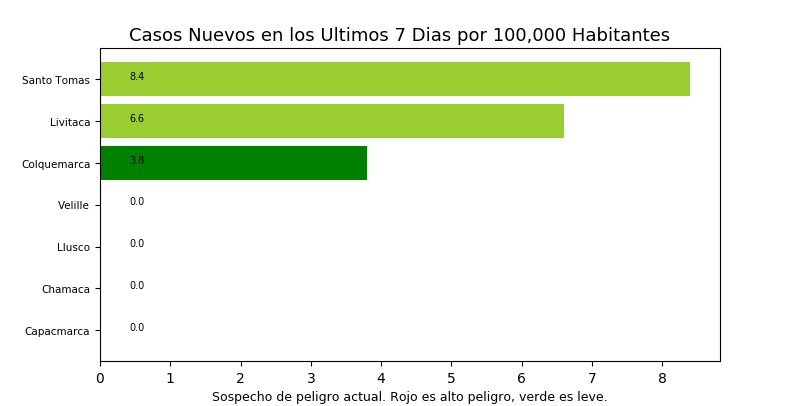 Casos Nuevos en los Ultimos 7 Dias por 100,000 Habitantes
Santo Tomas 8.4
Livitaca 6.6
Colquemarca 3.8
Velille 0.0
Llusco 0.0
Chamaca 0.0
Capacmarca 0.0
0 1 2 3 4 5 6 7 8
Sospecho de peligro actual. Rojo es alto peligro, verde es leve.